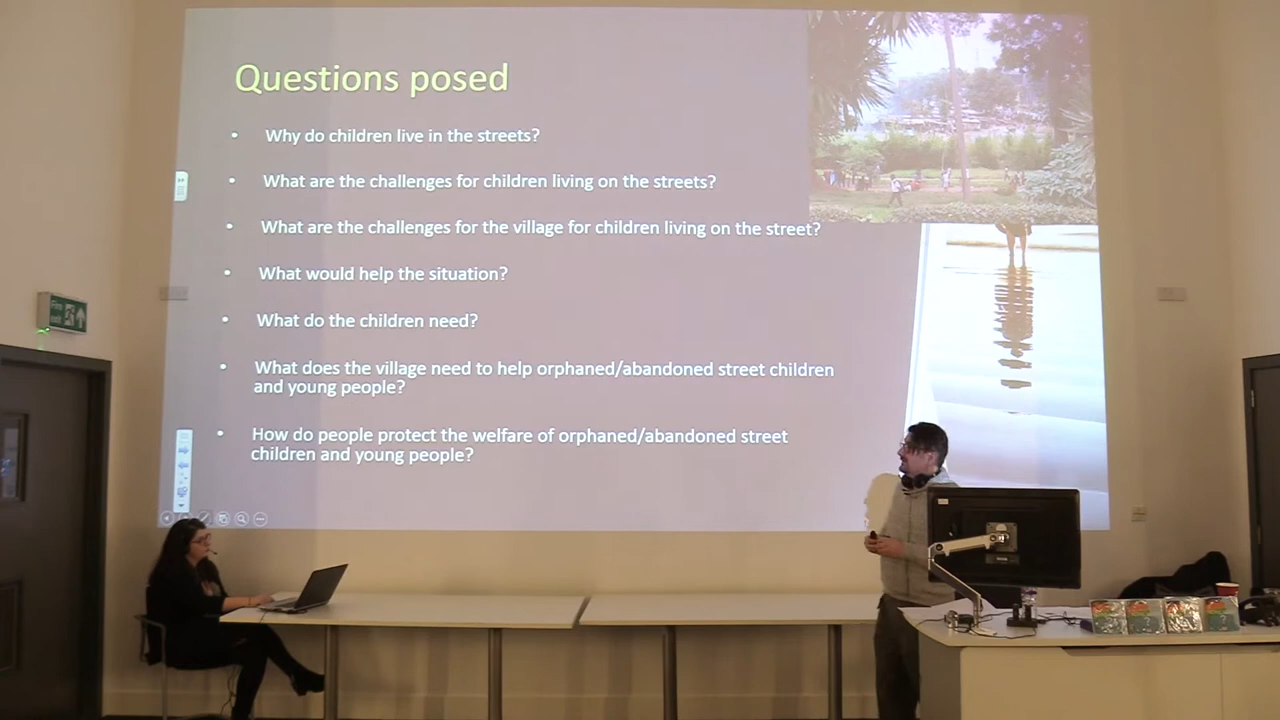 Questions posed
• Why do children live in the streets?
• What are the challenges for children living on the streets?
• What are the challenges for the village for children living on the street?
• What would help the situation?
• What do the children need?
• What does the village need to help orphaned/abandoned street children
and young people?
• How do people protect the welfare of orphaned/abandoned street
children and young people?
Fire
exit